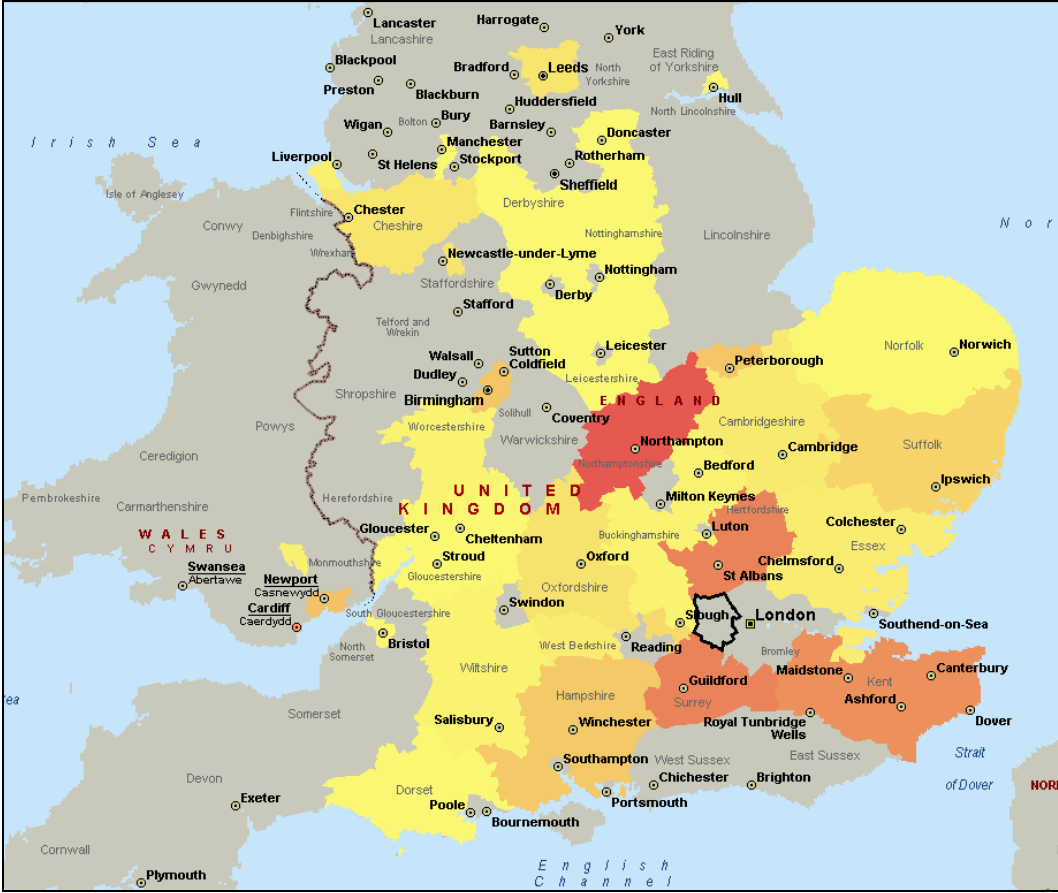 Lancaster
Lancashire
Harrogate
York
East Riding
of Yorkshire
Blackpool
Bradford
Leeds
North
Yorkshire
Preston
Blackburn
Hull
Huddersfield
North Lincolnshire
Bolton
Bury
Wigan
Barnsley
Doncaster
Irish Sea
Manchester
Liverpool
St Helens
Stockport
Rotherham
Sheffield
Isle of Anglesey
Derbyshire
Flintshire
Chester
Cheshire
Conwy
Denbighshire
Nottinghamshire
Lincolnshire
Nor
Wrexham
Newcastle-under-Lyme
Nottingham
Gwynedd
Staffordshire
Derby
Stafford
Telford and
Wrekin
Leicester
Norfolk
Norwich
Walsall
Sutton
Coldfield
Peterborough
Dudley
Leicestershire
Shropshire
Birmingham
ENGLAND
Solihull
Coventry
Powys
Worcestershire
Warwickshire
Cambridgeshire
Northampton
Cambridge
Suffolk
Ceredigion
Northamptonshire
Bedford
Pembrokeshire
Herefordshire
UNITED
KINGDOM
Milton Keynes
Ipswich
Carmarthenshire
Hertfordshire
WALES
CYMRU
Gloucester
Cheltenham
Buckinghamshire
Luton
Colchester
Essex
Monmouthshire
Stroud
Oxford
Chelmsford
Swansea
Abertawe
Newport
Casnewydd
Gloucestershire
Oxfordshire
St Albans
Cardiff
Caerdydd
South Gloucestershire
Swindon
Slough
London
Southend-on-Sea
Bristol
North
Somerset
West Berkshire
Reading
Bromley
Wiltshire
Maidstone
Canterbury
Kent
Guildford
Surrey
Hampshire
ea
Ashford
Somerset
Salisbury
Winchester
Royal Tunbridge
Wells
Dover
Strait
of Dover
Southampton
West Sussex
East Sussex
Devon
Dorset
Chichester
Brighton
NOR
Exeter
Poole
Bournemouth
Portsmouth
Cornwall
English
Channel
Plymouth